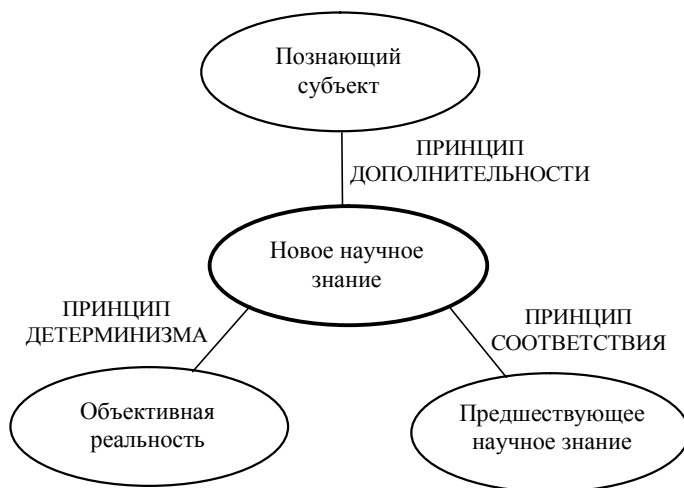 Познающий
субъект
ПРИНЦИП
ДОПОЛНИТЕЛЬНОСТИ
Новое научное
знание
ПРИНЦИП
ДЕТЕРМИНИЗМА
ПРИНЦИП
СООТВЕТСТВИЯ
Объективная
реальность
Предшествующее
научное знание